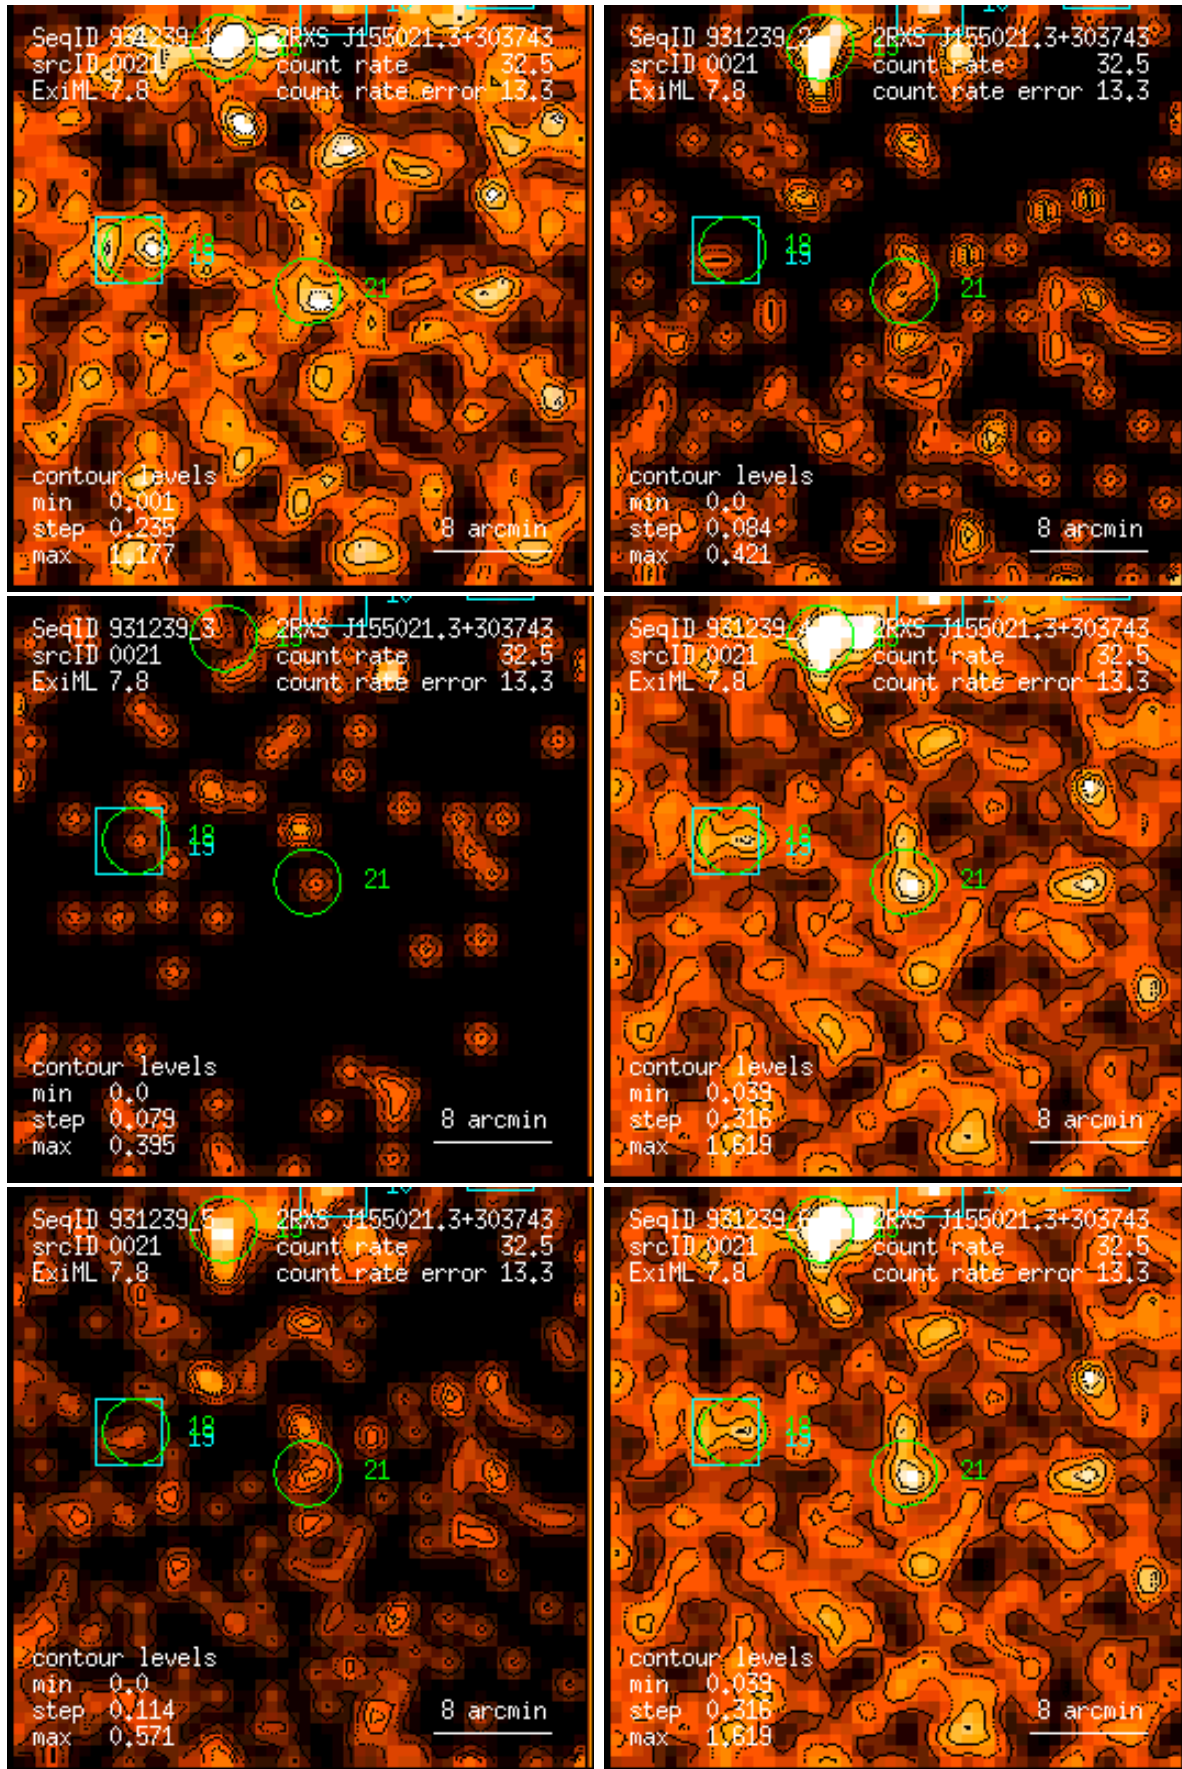 SeqID 931239_1 2RXS J155021.3+303743
srcID 0021 count rate 32.5
ExiML 7.8 count rate error 13.3
18
19
21
contour levels
min 0.001
step 0.235
max 1.177
8 arcmin
SeqID 931239_2 2RXS J155021.3+303743
srcID 0021 count rate 32.5
ExiML 7.8 count rate error 13.3
18
19
21
contour levels
min 0.0
step 0.084
max 0.421
8 arcmin
SeqID 931239_3 2RXS J155021.3+303743
srcID 0021 count rate 32.5
ExiML 7.8 count rate error 13.3
18
19
21
contour levels
min 0.0
step 0.079
max 0.395
8 arcmin
SeqID 931239 2RXS J155021.3+303743
srcID 0021 count rate 32.5
ExiML 7.8 count rate error 13.3
18
19
21
contour levels
min 0.039
step 0.316
max 1.619
8 arcmin
SeqID 931239_5 2RXS J155021.3+303743
srcID 0021 count rate 32.5
ExiML 7.8 count rate error 13.3
18
19
21
contour levels
min 0.0
step 0.114
max 0.571
8 arcmin
SeqID 931239 2RXS J155021.3+303743
srcID 0021 count rate 32.5
ExiML 7.8 count rate error 13.3
18
19
21
contour levels
min 0.039
step 0.316
max 1.619
8 arcmin